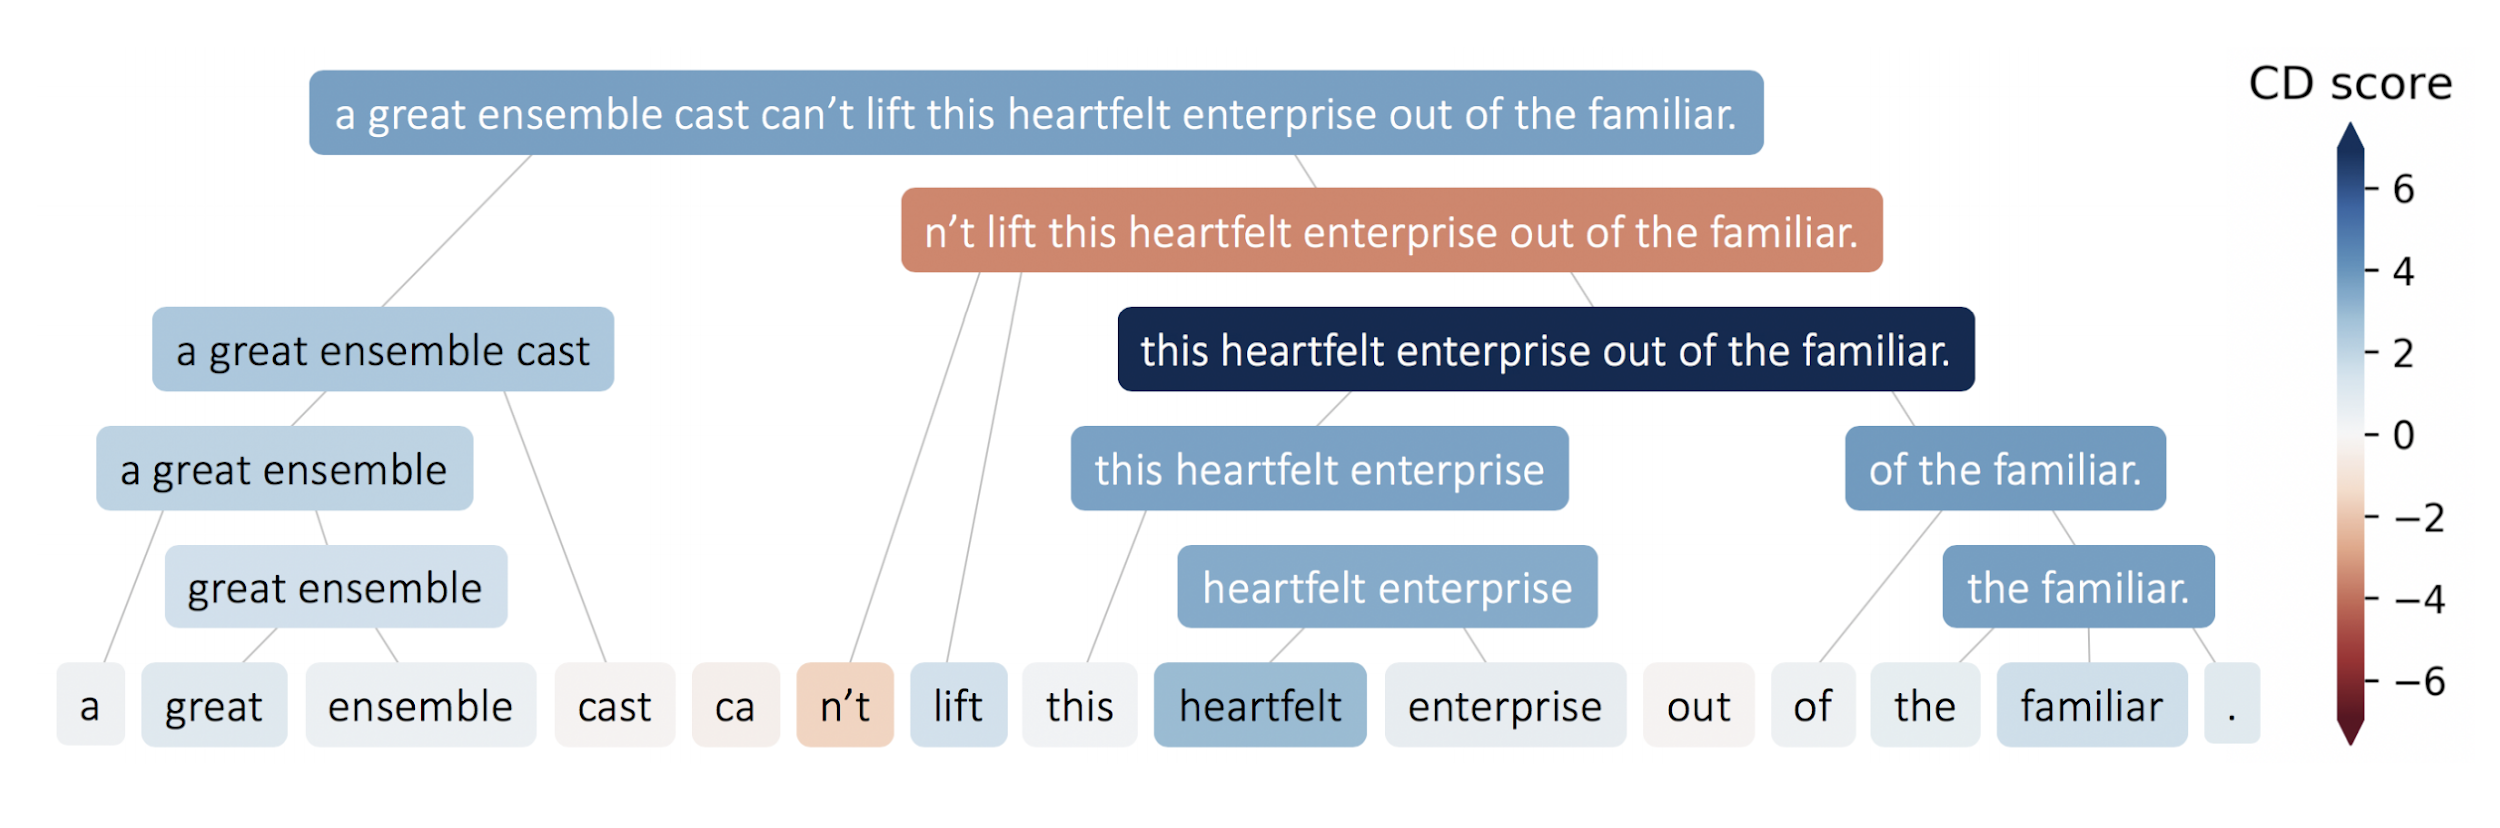 CD score
a great ensemble cast can’t lift this heartfelt enterprise out of the familiar.
6
n’t lift this heartfelt enterprise out of the familiar.
4
a great ensemble cast
this heartfelt enterprise out of the familiar.
2
a great ensemble
this heartfelt enterprise
of the familiar.
0
−2
great ensemble
heartfelt enterprise
the familiar.
−4
a great ensemble cast ca n’t lift this heartfelt enterprise out of the familiar .
−6